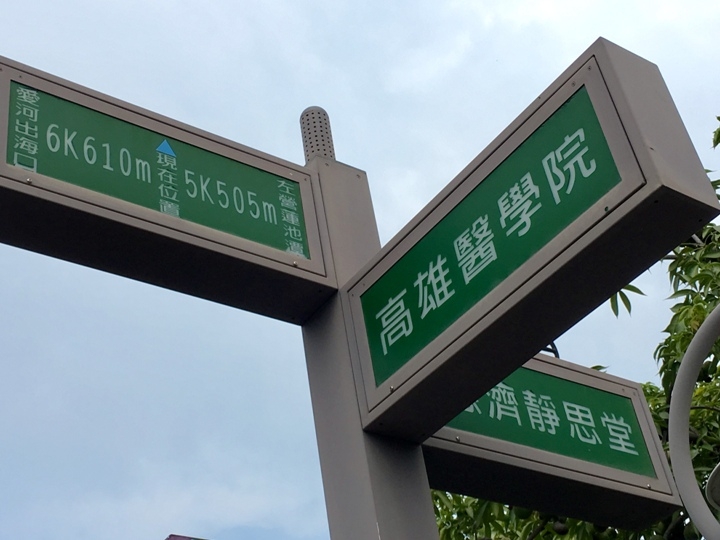 愛河出海口
6K610m
現在位置
5K505m
左營蓮池潭
高雄醫學院
濟靜思堂